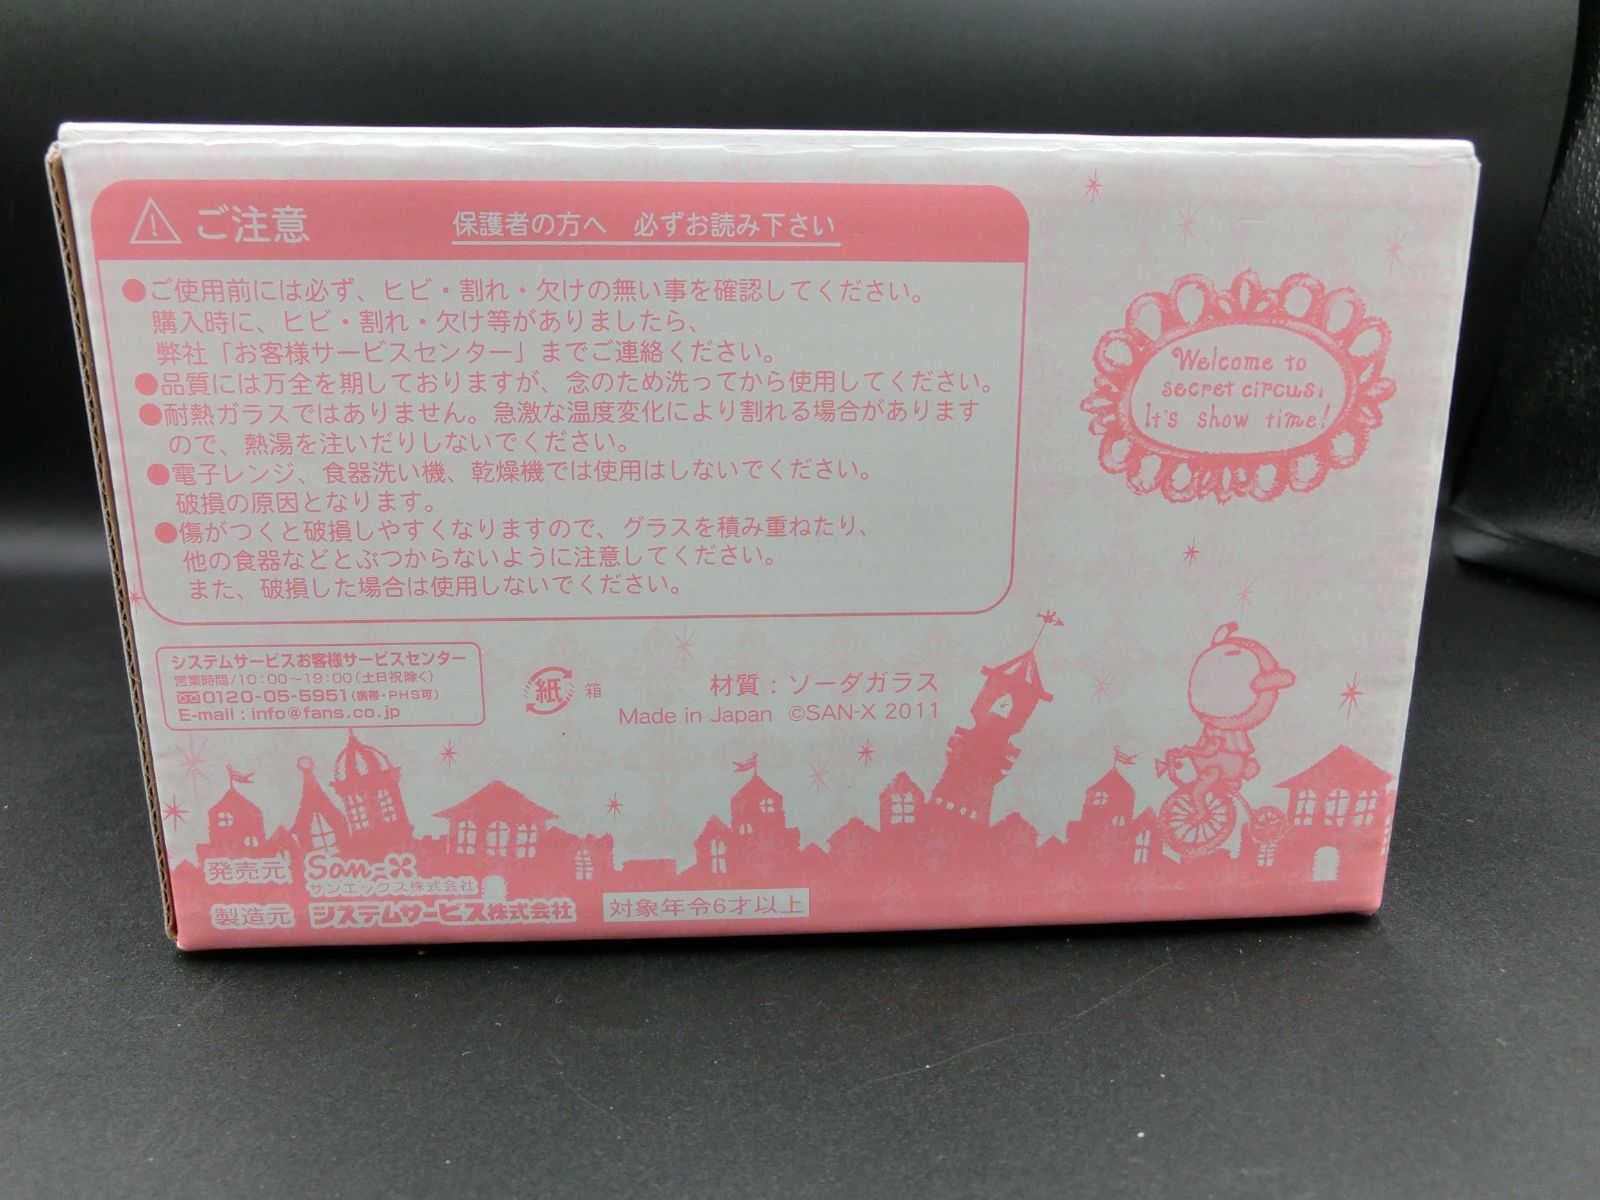 ご注意
保護者の方へ 必ずお読み下さい
●ご使用前には必ず、ヒビ・割れ・欠けの無い事を確認してください。
購入時に、ヒビ・割れ・欠け等がありましたら、
弊社「お客様サービスセンター」までご連絡ください。
●品質には万全を期しておりますが、念のため洗ってから使用してください。
●耐熱ガラスではありません。急激な温度変化により割れる場合があります
ので、熱湯を注いだりしないでください。
●電子レンジ、食器洗い機、乾燥機では使用はしないでください。
破損の原因となります。
●傷がつくと破損しやすくなりますので、グラスを積み重ねたり、
他の食器などとぶつからないように注意してください。
また、破損した場合は使用しないでください。
Welcome to
secret circus,
It's show time!
システムサービスお客様サービスセンター
営業時間/10:00〜19:00(土日祝除く)
0120-05-5951(携帯・PHS可)
E-mail : info@fans.co.jp
紙 箱
材質 : ソーダガラス
Made in Japan ©SAN-X 2011
発売元 San-X
サンエックス株式会社
製造元 システムサービス株式会社
対象年令6才以上